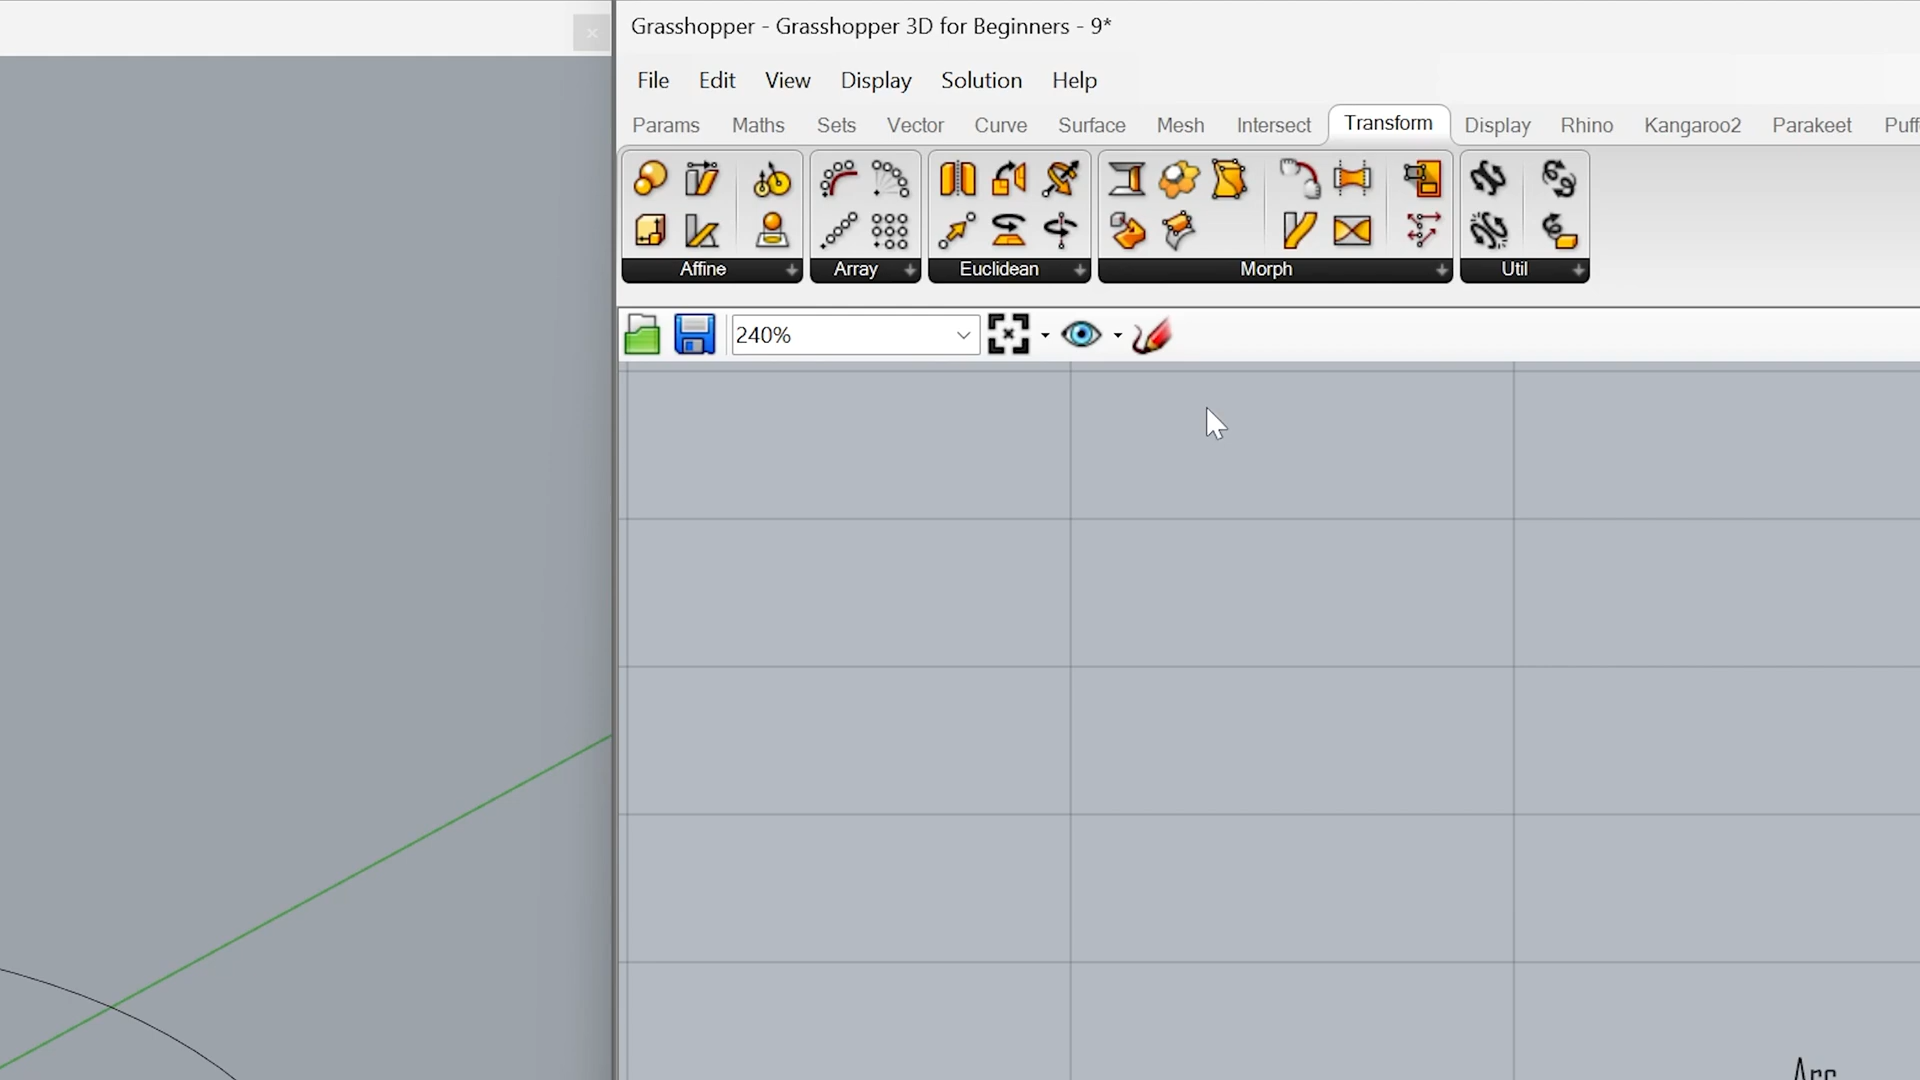 Grasshopper - Grasshopper 3D for Beginners - 9*
File Edit View Display Solution Help
Params Maths Sets Vector Curve Surface Mesh Intersect Transform Display Rhino Kangaroo2 Parakeet Puff
Affine Array Euclidean Morph Util
240%
Arc